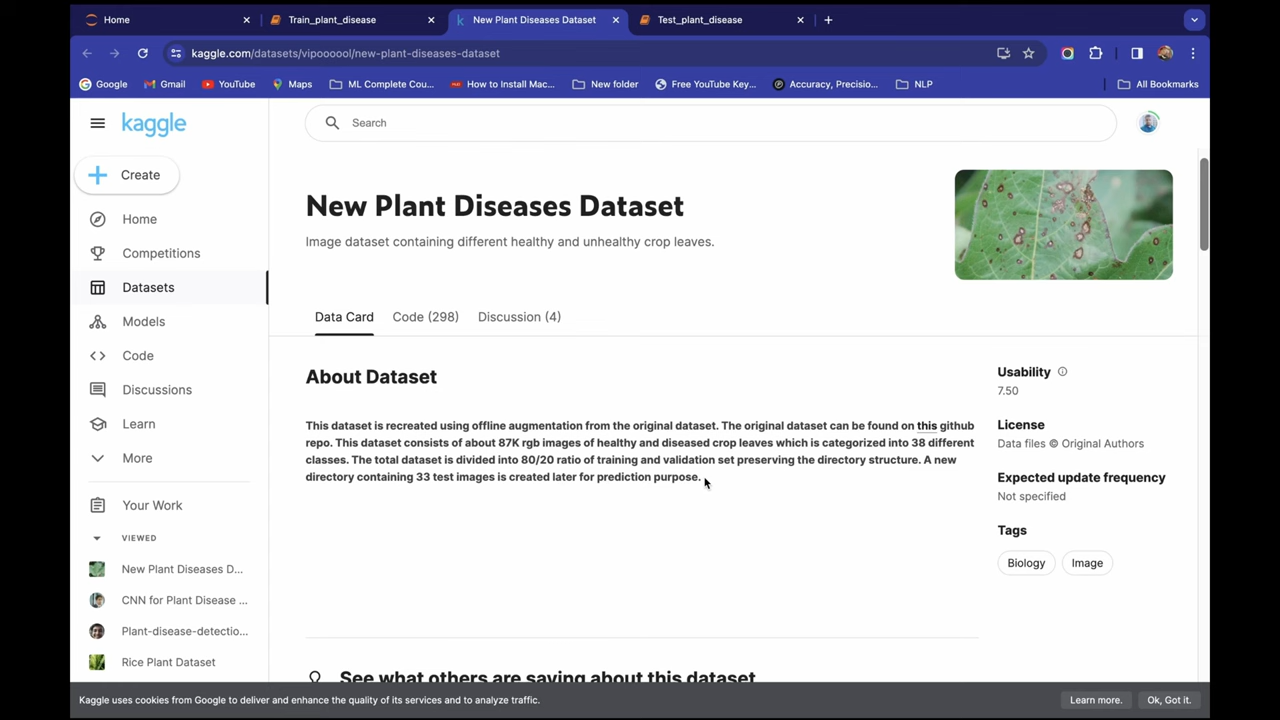 Home
Train_plant_disease
New Plant Diseases Dataset
Test_plant_disease
kaggle.com/datasets/vipoooool/new-plant-diseases-dataset
Google
Gmail
YouTube
Maps
ML Complete Cou...
How to Install Mac...
New folder
Free YouTube Key...
Accuracy, Precisio...
NLP
All Bookmarks
kaggle
Search
Create
Home
Competitions
Datasets
Models
Code
Discussions
Learn
More
Your Work
VIEWED
New Plant Diseases D...
CNN for Plant Disease ...
Plant-disease-detectio...
Rice Plant Dataset
New Plant Diseases Dataset
Image dataset containing different healthy and unhealthy crop leaves.
Data Card
Code (298)
Discussion (4)
About Dataset
This dataset is recreated using offline augmentation from the original dataset. The original dataset can be found on this github
repo. This dataset consists of about 87K rgb images of healthy and diseased crop leaves which is categorized into 38 different
classes. The total dataset is divided into 80/20 ratio of training and validation set preserving the directory structure. A new
directory containing 33 test images is created later for prediction purpose.
Usability
7.50
License
Data files © Original Authors
Expected update frequency
Not specified
Tags
Biology
Image
See what others are saying about this dataset
Kaggle uses cookies from Google to deliver and enhance the quality of its services and to analyze traffic.
Learn more.
Ok, Got it.